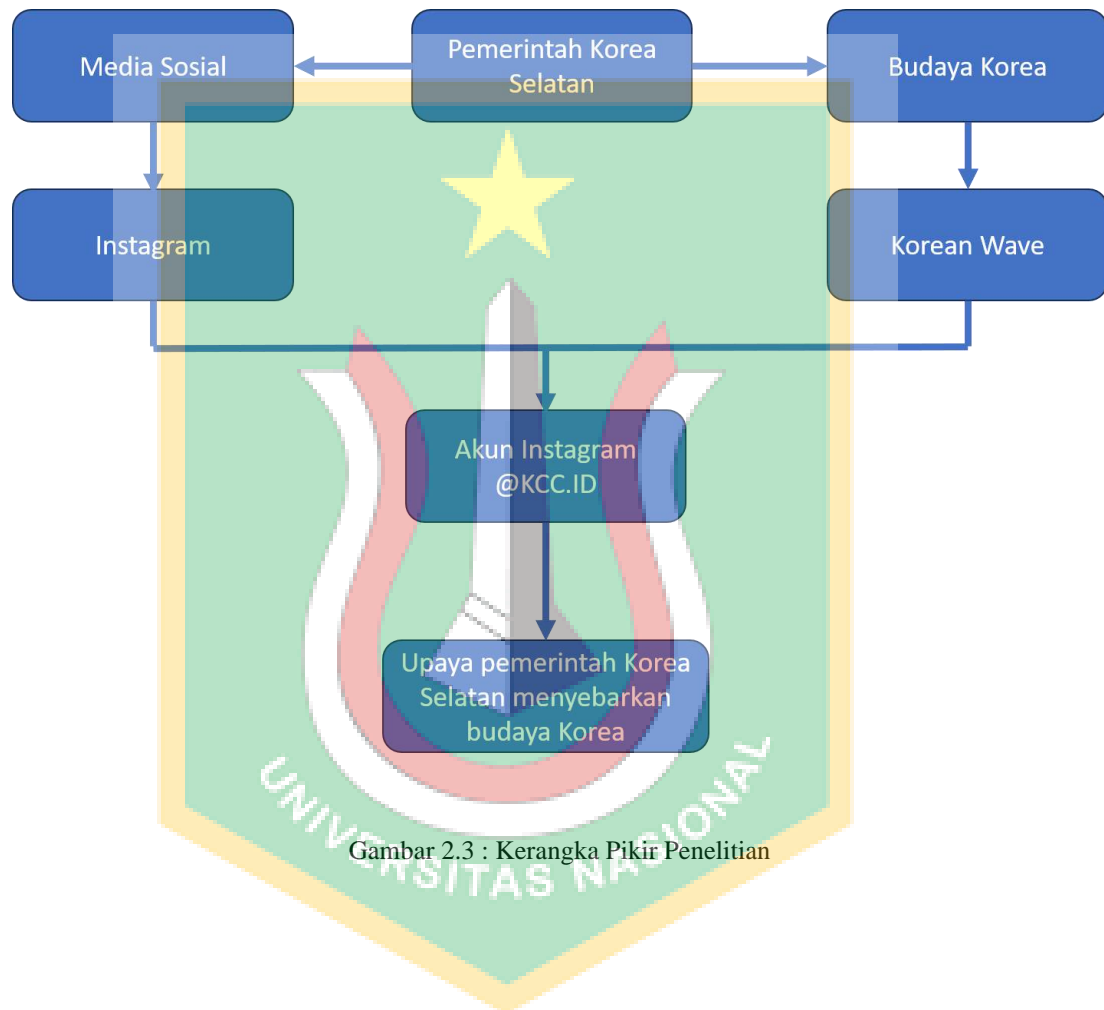 Media Sosial
Pemerintah Korea
Selatan
Budaya Korea
Instagram
Korean Wave
Akun Instagram
@KCC.ID
Upaya pemerintah Korea
Selatan menyebarkan
budaya Korea
UNIVERSITAS NASIONAL
Gambar 2.3 : Kerangka Pikir Penelitian